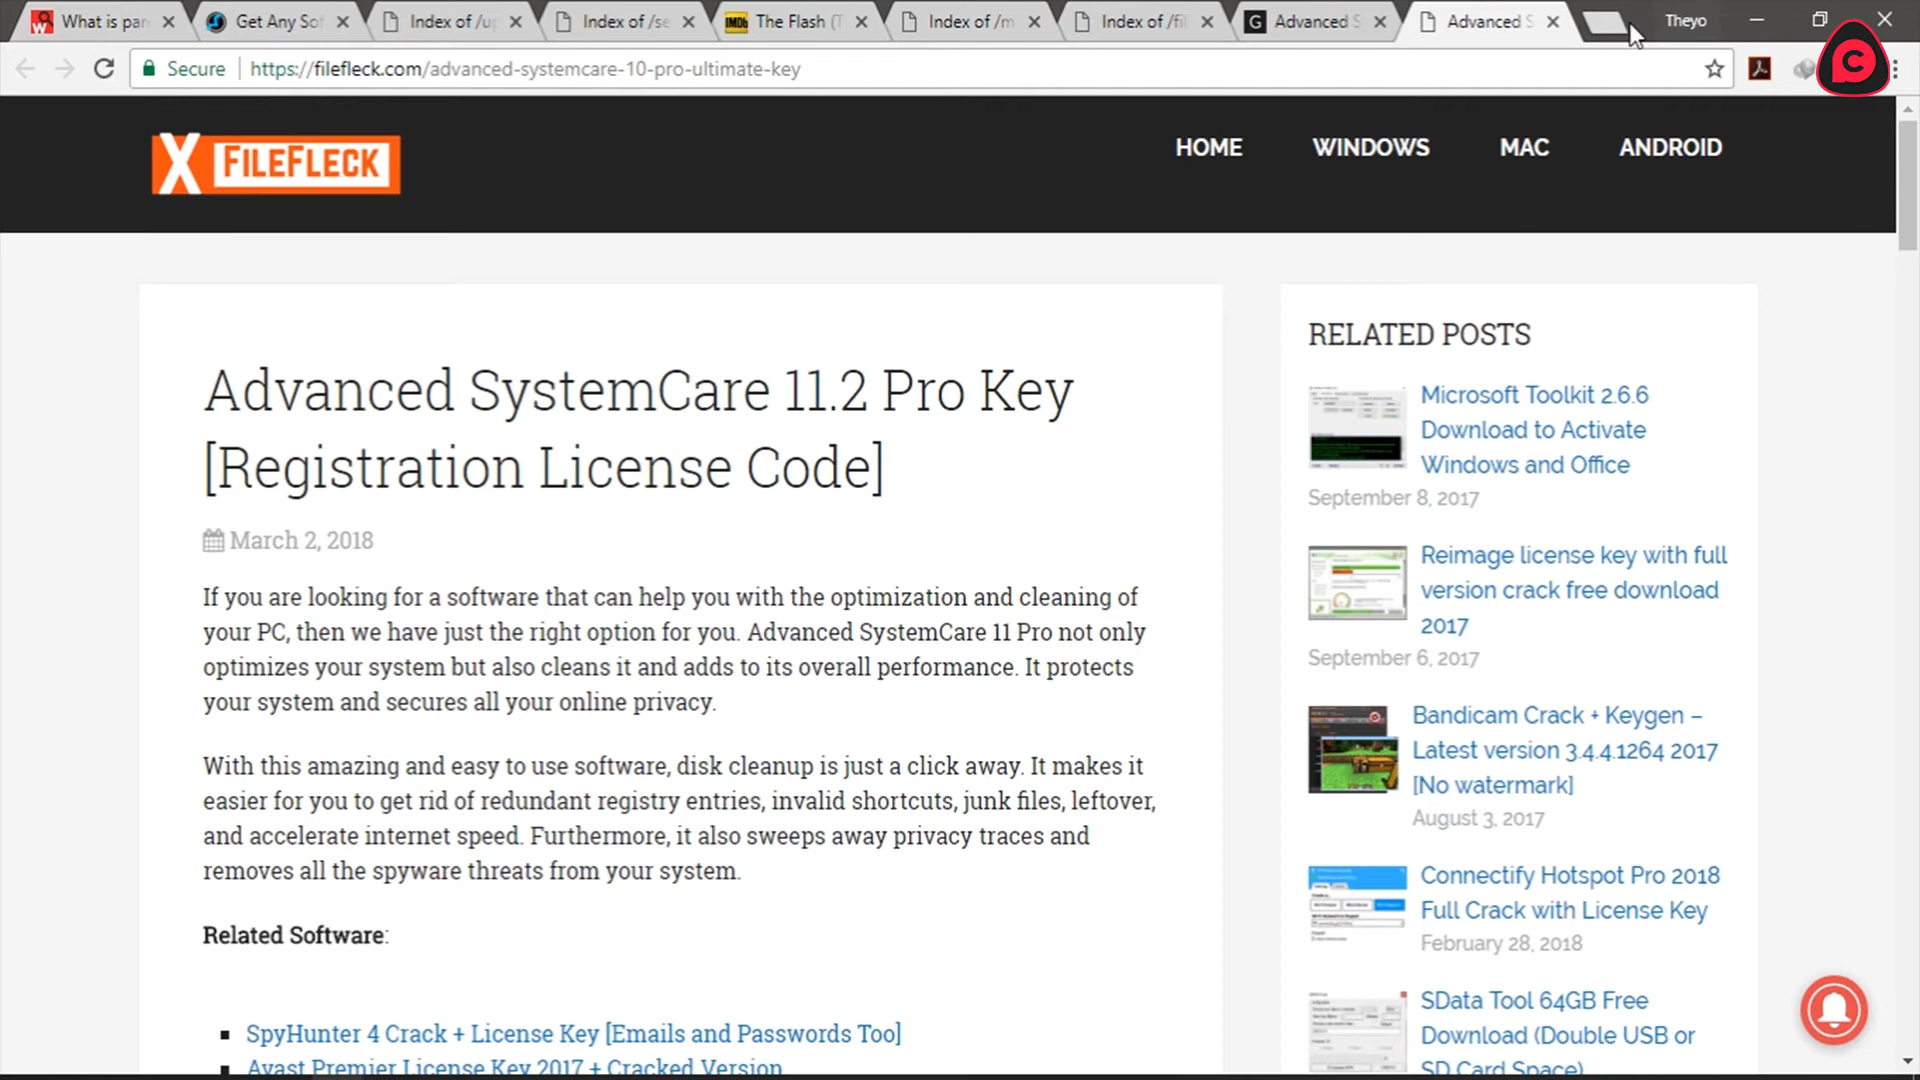 What is par
Get Any Sof
Index of /up
Index of /se
IMDb
The Flash (T
Index of /m
Index of /fil
G
Advanced S
Advanced S
Theyo
Secure
https://filefleck.com/advanced-systemcare-10-pro-ultimate-key
C
X FILEFLECK
HOME
WINDOWS
MAC
ANDROID
Advanced SystemCare 11.2 Pro Key
[Registration License Code]
March 2, 2018
If you are looking for a software that can help you with the optimization and cleaning of
your PC, then we have just the right option for you. Advanced SystemCare 11 Pro not only
optimizes your system but also cleans it and adds to its overall performance. It protects
your system and secures all your online privacy.
With this amazing and easy to use software, disk cleanup is just a click away. It makes it
easier for you to get rid of redundant registry entries, invalid shortcuts, junk files, leftover,
and accelerate internet speed. Furthermore, it also sweeps away privacy traces and
removes all the spyware threats from your system.
Related Software:
SpyHunter 4 Crack + License Key [Emails and Passwords Too]
Avast Premier License Key 2017 + Cracked Version
RELATED POSTS
Microsoft Toolkit 2.6.6
Download to Activate
Windows and Office
September 8, 2017
Reimage license key with full
version crack free download
2017
September 6, 2017
Bandicam Crack + Keygen –
Latest version 3.4.4.1264 2017
[No watermark]
August 3, 2017
Connectify Hotspot Pro 2018
Full Crack with License Key
February 28, 2018
SData Tool 64GB Free
Download (Double USB or
SD Card Space)